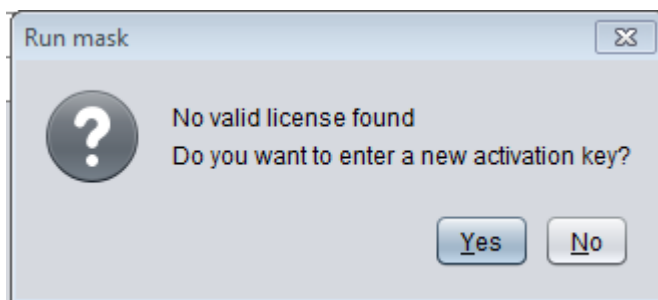 Run mask
No valid license found
Do you want to enter a new activation key?
Yes
No